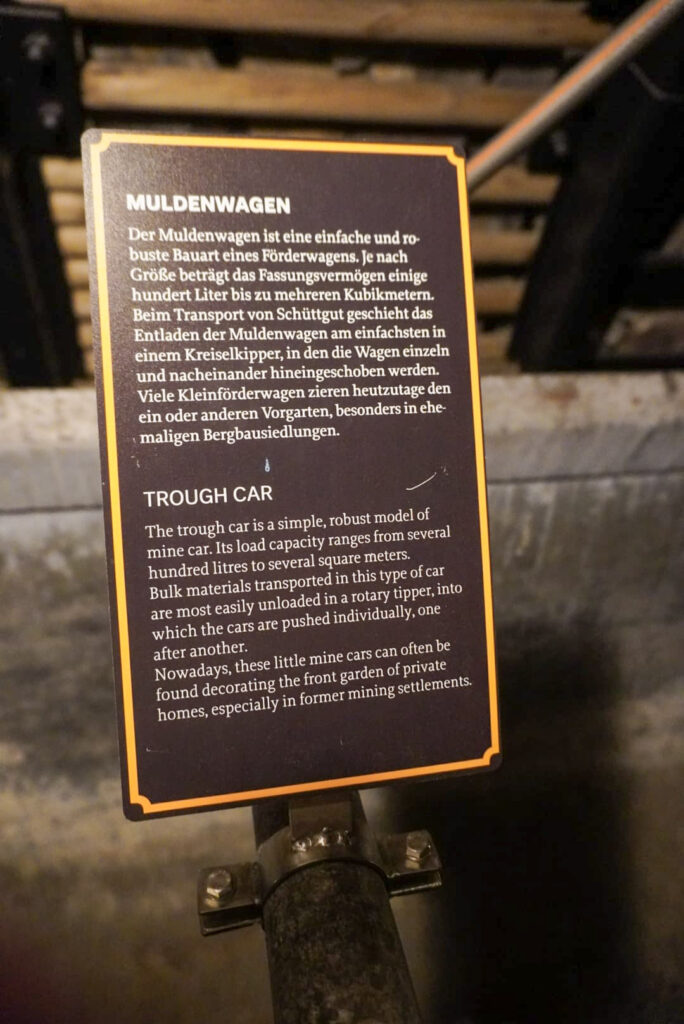 MULDENWAGEN
Der Muldenwagen ist eine einfache und ro-
buste Bauart eines Förderwagens. Je nach
Größe beträgt das Fassungsvermögen einige
hundert Liter bis zu mehreren Kubikmetern.
Beim Transport von Schüttgut geschieht das
Entladen der Muldenwagen am einfachsten in
einem Kreiselkipper, in den die Wagen einzeln
und nacheinander hineingeschoben werden.
Viele Kleinförderwagen zieren heutzutage den
ein oder anderen Vorgarten, besonders in ehe-
maligen Bergbausiedlungen.
TROUGH CAR
The trough car is a simple, robust model of
mine car. Its load capacity ranges from several
hundred litres to several square meters.
Bulk materials transported in this type of car
are most easily unloaded in a rotary tipper, into
which the cars are pushed individually, one
after another.
Nowadays, these little mine cars can often be
found decorating the front garden of private
homes, especially in former mining settlements.